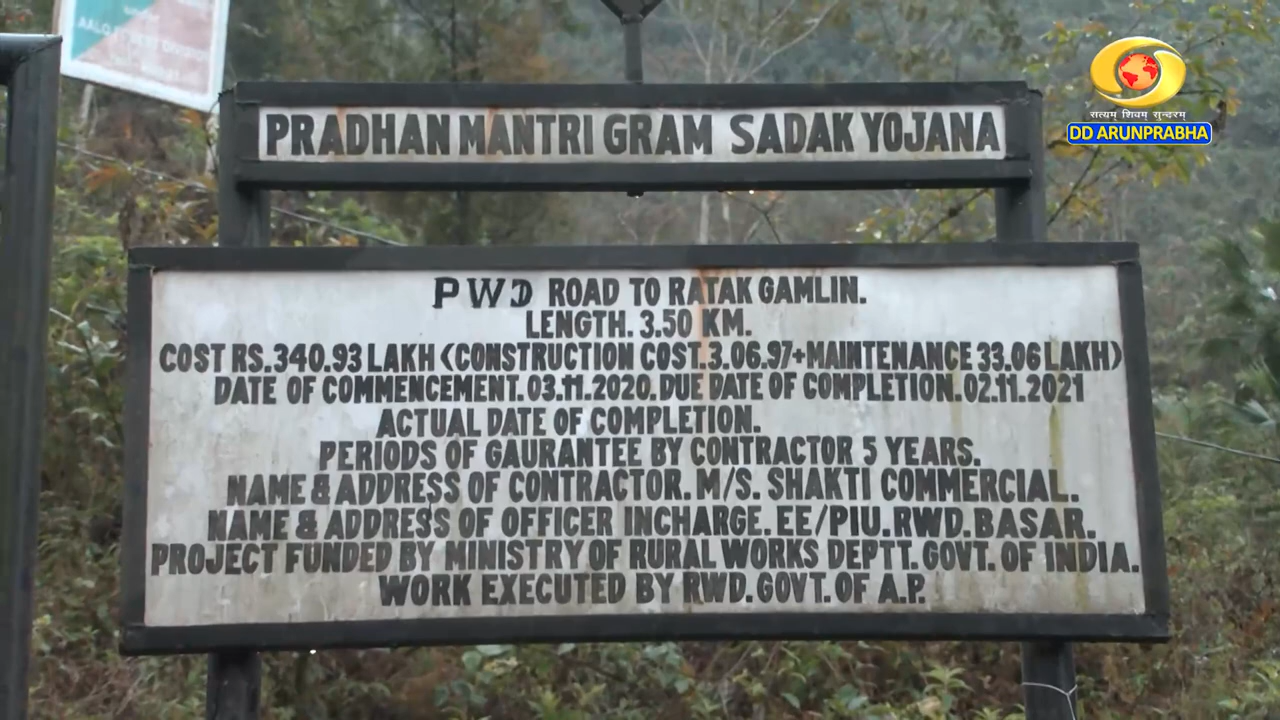 AALO
सत्यम् शिवम् सुन्दरम्
DD ARUNPRABHA
PRADHAN MANTRI GRAM SADAK YOJANA
PWD ROAD TO RATAK GAMLIN.
LENGTH. 3.50 KM.
COST RS.340.93 LAKH (CONSTRUCTION COST.3.06.97+MAINTENANCE 33.06 LAKH)
DATE OF COMMENCEMENT.03.11.2020.DUE DATE OF COMPLETION.02.11.2021
ACTUAL DATE OF COMPLETION.
PERIODS OF GAURANTEE BY CONTRACTOR 5 YEARS.
NAME & ADDRESS OF CONTRACTOR. M/S. SHAKTI COMMERCIAL.
NAME & ADDRESS OF OFFICER INCHARGE. EE/PIU.RWD.BASAR.
PROJECT FUNDED BY MINISTRY OF RURAL WORKS DEPTT. GOVT. OF INDIA.
WORK EXECUTED BY RWD.GOVT. OF A.P.